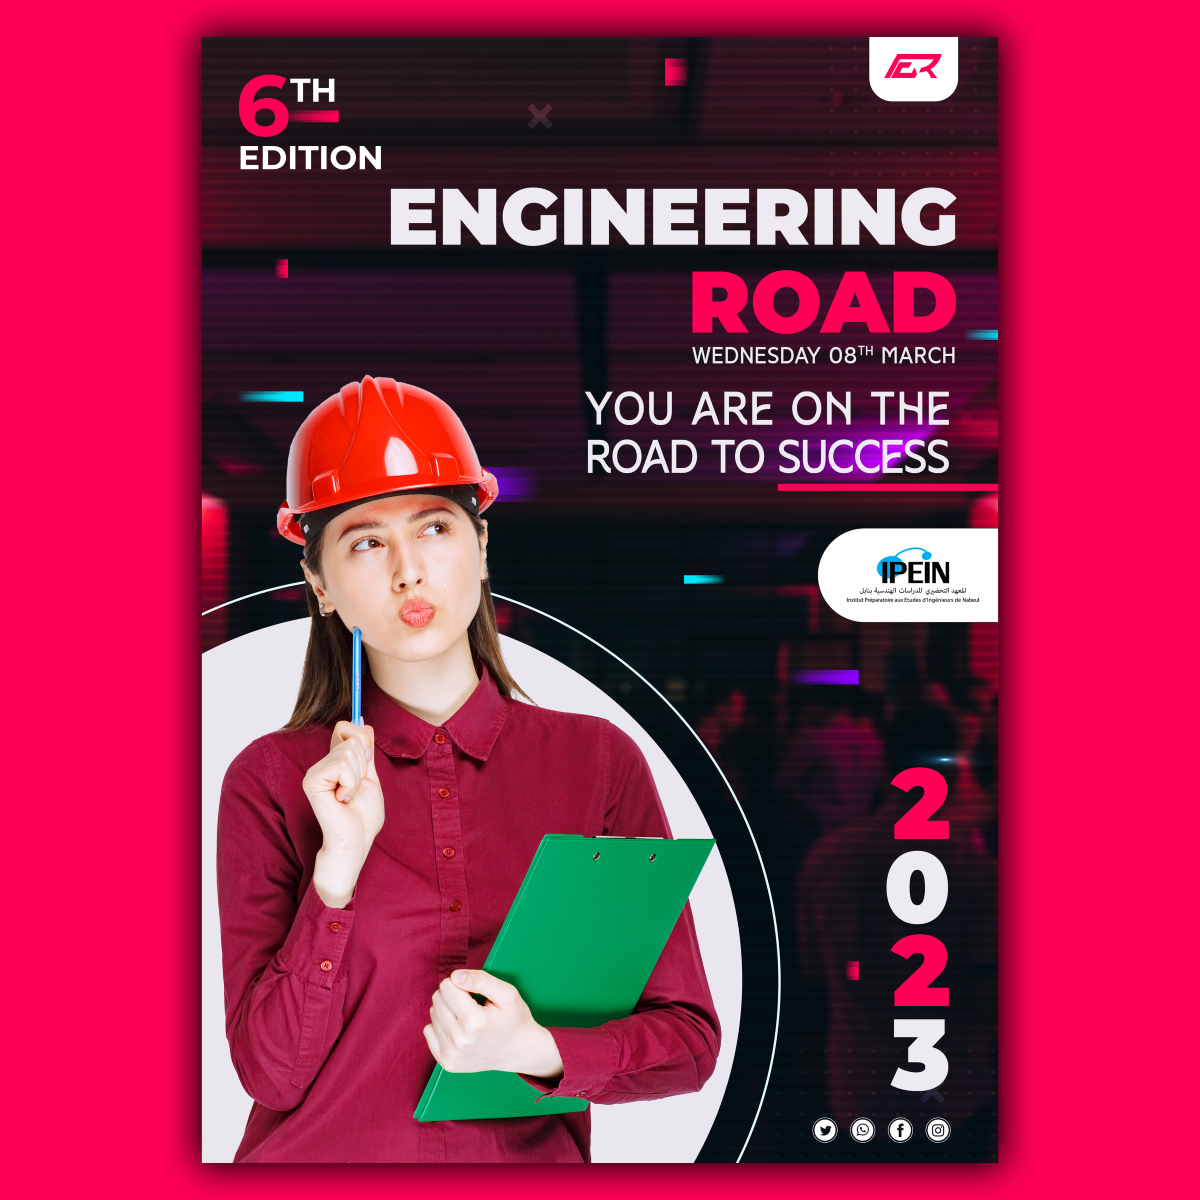 6TH
EDITION
ER
ENGINEERING
ROAD
WEDNESDAY 08TH MARCH
YOU ARE ON THE
ROAD TO SUCCESS
IPEIN
المعهد التحضيري للدراسات الهندسية بنابل
Institut Préparatoire aux Etudes d'Ingénieurs de Nabeul
2
0
2
3